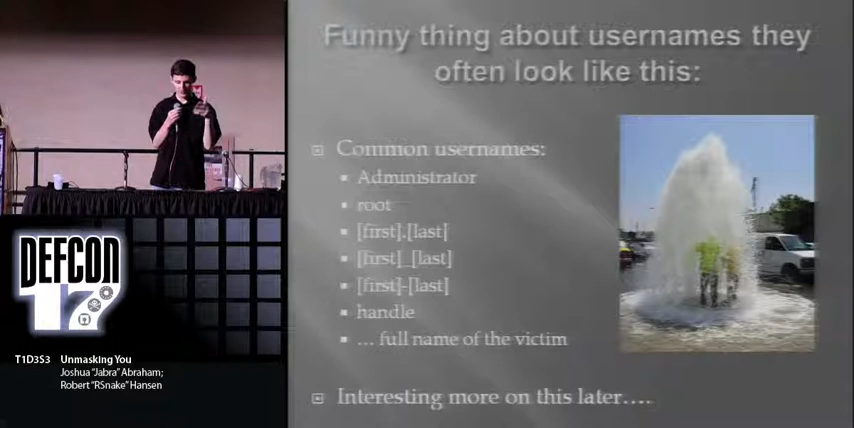 Funny thing about usernames they
often look like this:
Common usernames:
Administrator
root
[first].[last]
[first]_[last]
[first]-[last]
handle
… full name of the victim
Interesting more on this later….
DEFCON
17
T1D3S3 Unmasking You
Joshua "Jabra" Abraham;
Robert "RSnake" Hansen